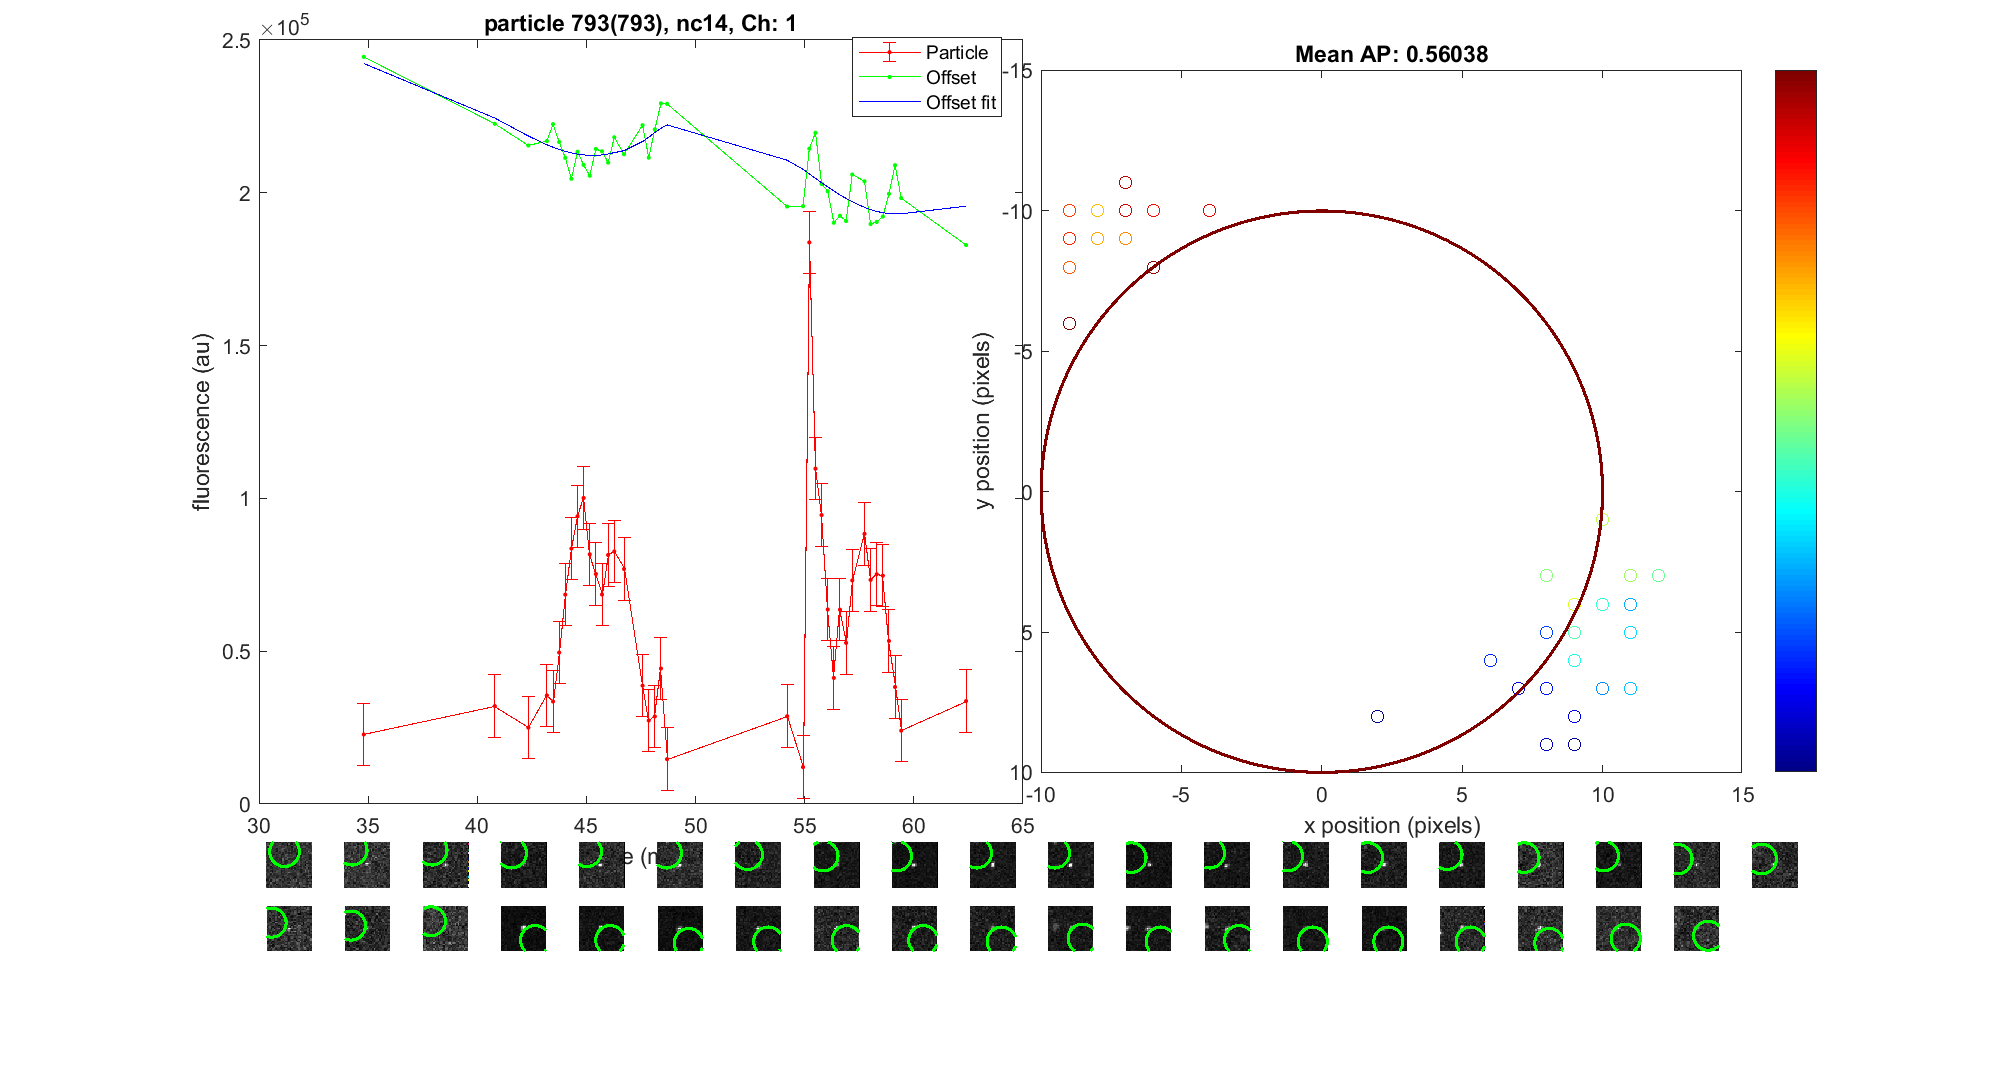 particle 793(793), nc14, Ch: 1
×10⁵
2.5
2
1.5
1
0.5
0
fluorescence (au)
30 35 40 45 50 55 60 65
e (m
Particle
Offset
Offset fit
Mean AP: 0.56038
-15
-10
-5
0
5
10
y position (pixels)
-10 -5 0 5 10 15
x position (pixels)